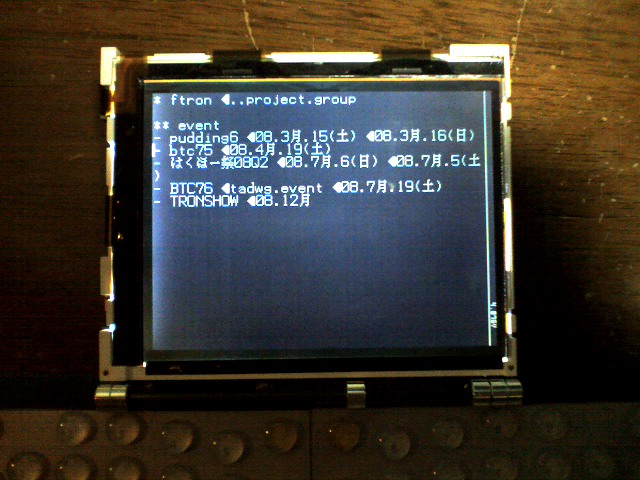 * ftron ◀..project.group
** event
- pudding6 ◀08.3月.15(土) ◀08.3月.16(日)
- btc75 ◀08.4月.19(土)
- はくぼー祭08Q2 ◀08.7月.6(日) ◀08.7月.5(土
)
- BTC76 ◀tadwg.event ◀08.7月.19(土)
- TRONSHOW ◀08.12月